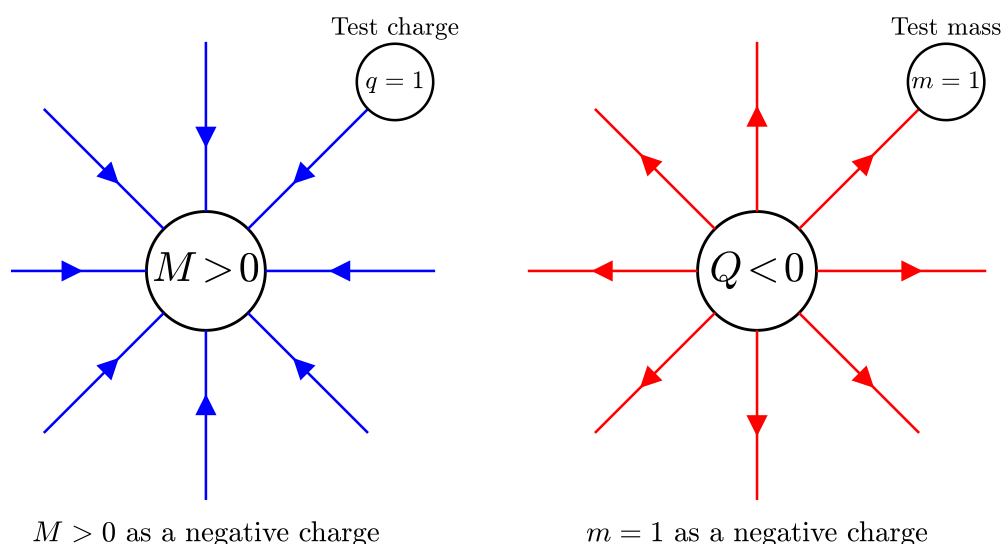 Test charge
q = 1
M > 0
M > 0 as a negative charge
Test mass
m = 1
Q < 0
m = 1 as a negative charge